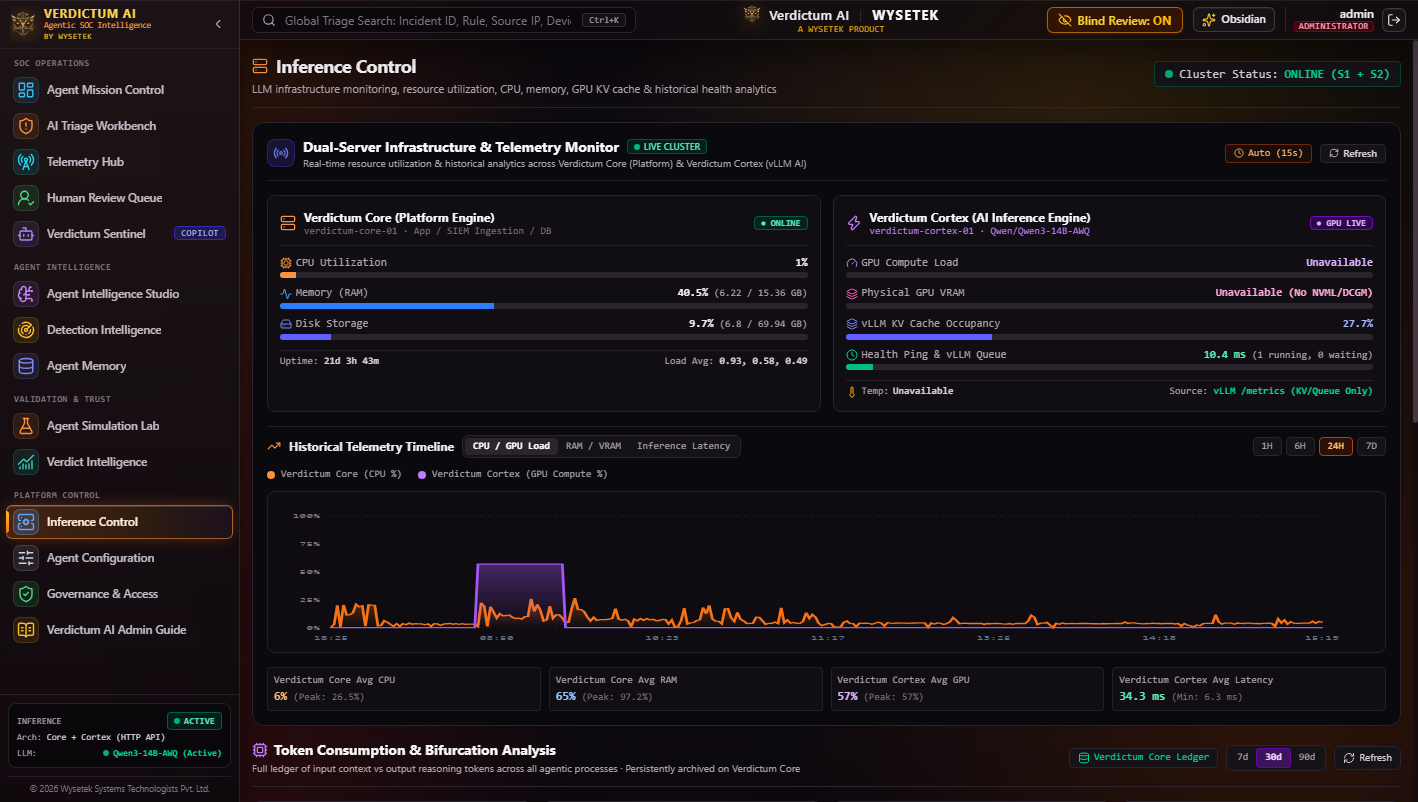 VERDICTUM AI
Agentic SOC Intelligence
BY WYSETEK
Global Triage Search: Incident ID, Rule, Source IP, Devi
Ctrl+K
Verdictum AI | WYSETEK
A WYSETEK PRODUCT
Blind Review: ON
Obsidian
admin
ADMINISTRATOR
SOC OPERATIONS
Agent Mission Control
AI Triage Workbench
Telemetry Hub
Human Review Queue
Verdictum Sentinel
COPILOT
AGENT INTELLIGENCE
Agent Intelligence Studio
Detection Intelligence
Agent Memory
VALIDATION & TRUST
Agent Simulation Lab
Verdict Intelligence
PLATFORM CONTROL
Inference Control
Agent Configuration
Governance & Access
Verdictum AI Admin Guide
INFERENCE
ACTIVE
Arch: Core + Cortex (HTTP API)
LLM: Qwen3-14B-AWQ (Active)
© 2026 Wysetek Systems Technologists Pvt. Ltd.
Inference Control
LLM infrastructure monitoring, resource utilization, CPU, memory, GPU KV cache & historical health analytics
Cluster Status: ONLINE (S1 + S2)
Dual-Server Infrastructure & Telemetry Monitor
LIVE CLUSTER
Real-time resource utilization & historical analytics across Verdictum Core (Platform) & Verdictum Cortex (vLLM AI)
Auto (15s)
Refresh
Verdictum Core (Platform Engine)
verdictum-core-01 · App / SIEM Ingestion / DB
ONLINE
CPU Utilization 1%
Memory (RAM) 40.5% (6.22 / 15.36 GB)
Disk Storage 9.7% (6.8 / 69.94 GB)
Uptime: 21d 3h 43m
Load Avg: 0.93, 0.58, 0.49
Verdictum Cortex (AI Inference Engine)
verdictum-cortex-01 · Qwen/Qwen3-14B-AWQ
GPU LIVE
GPU Compute Load Unavailable
Physical GPU VRAM Unavailable (No NVML/DCGM)
vLLM KV Cache Occupancy 27.7%
Health Ping & vLLM Queue 10.4 ms (1 running, 0 waiting)
Temp: Unavailable
Source: vLLM /metrics (KV/Queue Only)
Historical Telemetry Timeline
CPU / GPU Load
RAM / VRAM
Inference Latency
1H
6H
24H
7D
Verdictum Core (CPU %)
Verdictum Cortex (GPU Compute %)
100%
75%
50%
25%
0%
10:23
11:17
13:25
14:18
15:19
Verdictum Core Avg CPU
6% (Peak: 26.5%)
Verdictum Core Avg RAM
65% (Peak: 97.2%)
Verdictum Cortex Avg GPU
57% (Peak: 57%)
Verdictum Cortex Avg Latency
34.3 ms (Min: 6.3 ms)
Token Consumption & Bifurcation Analysis
Full ledger of input context vs output reasoning tokens across all agentic processes · Persistently archived on Verdictum Core
Verdictum Core Ledger
7d
30d
90d
Refresh